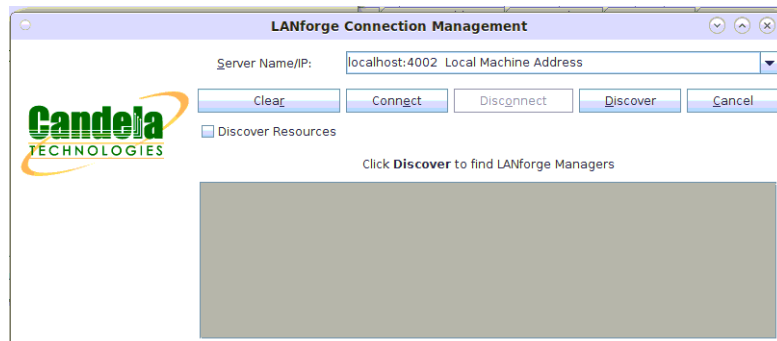 LANforge Connection Management
Server Name/IP: localhost:4002 Local Machine Address
Clear Connect Disconnect Discover Cancel
Candela
TECHNOLOGIES
Discover Resources
Click Discover to find LANforge Managers